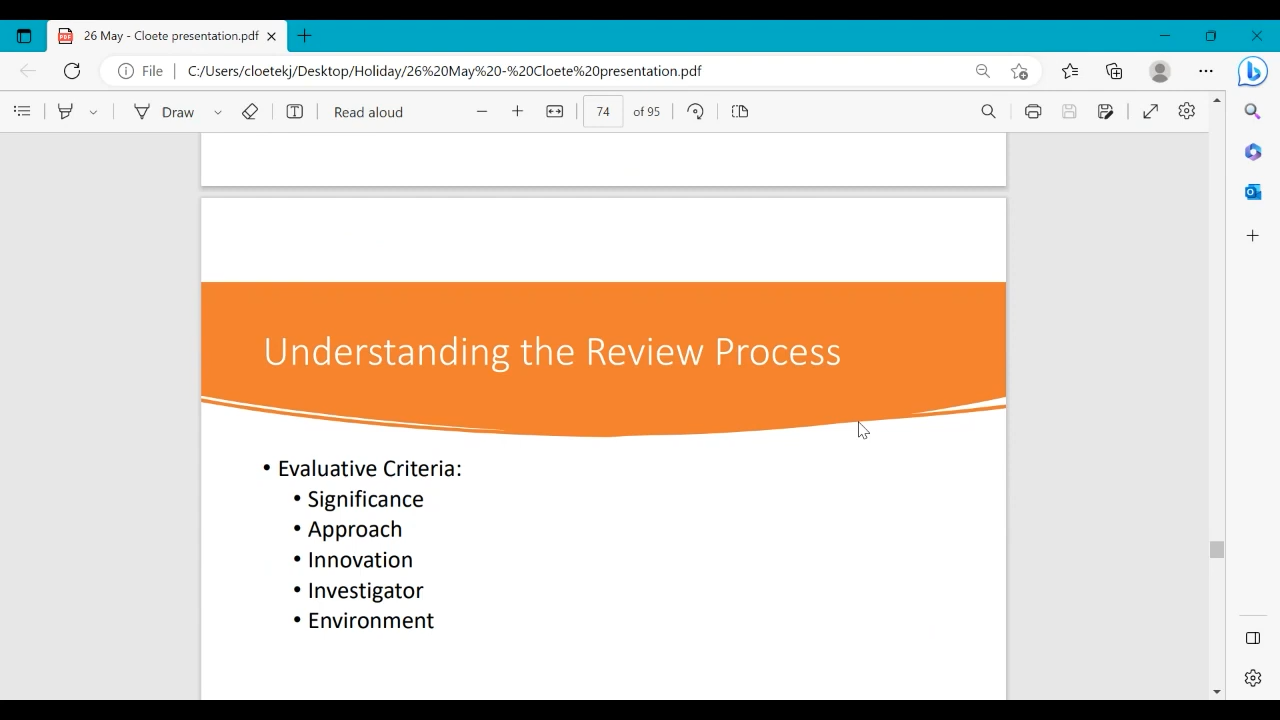 26 May - Cloete presentation.pdf
File
C:/Users/cloetekj/Desktop/Holiday/26%20May%20-%20Cloete%20presentation.pdf
Draw
Read aloud
74 of 95
Understanding the Review Process
• Evaluative Criteria:
• Significance
• Approach
• Innovation
• Investigator
• Environment